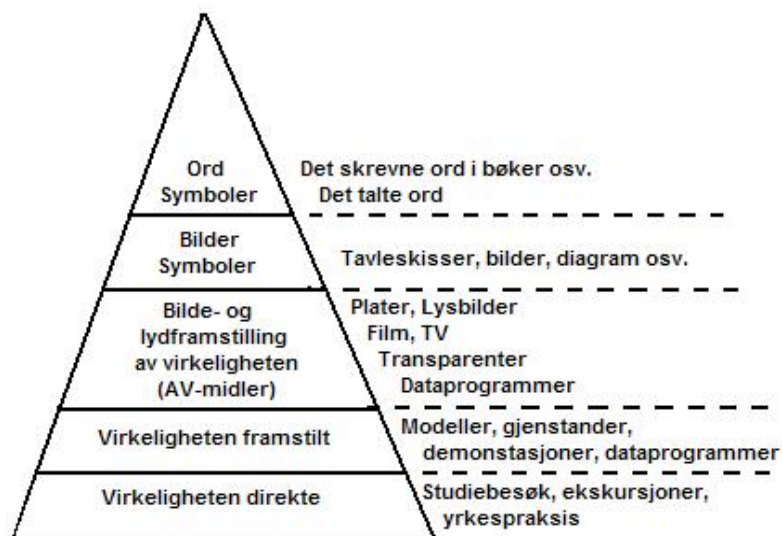 Ord
Symboler
Det skrevne ord i bøker osv.
Det talte ord
Bilder
Symboler
Tavleskisser, bilder, diagram osv.
Bilde- og
lydframstilling
av virkeligheten
(AV-midler)
Plater, Lysbilder
Film, TV
Transparenter
Dataprogrammer
Virkeligheten framstilt
Modeller, gjenstander,
demonstasjoner, dataprogrammer
Virkeligheten direkte
Studiebesøk, ekskursjoner,
yrkespraksis